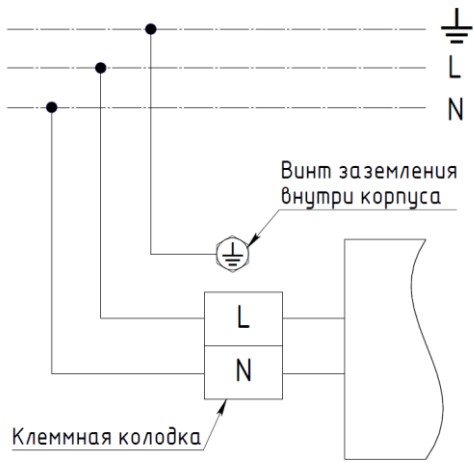 L
N
Винт заземления
внутри корпуса
L
N
Клеммная колодка